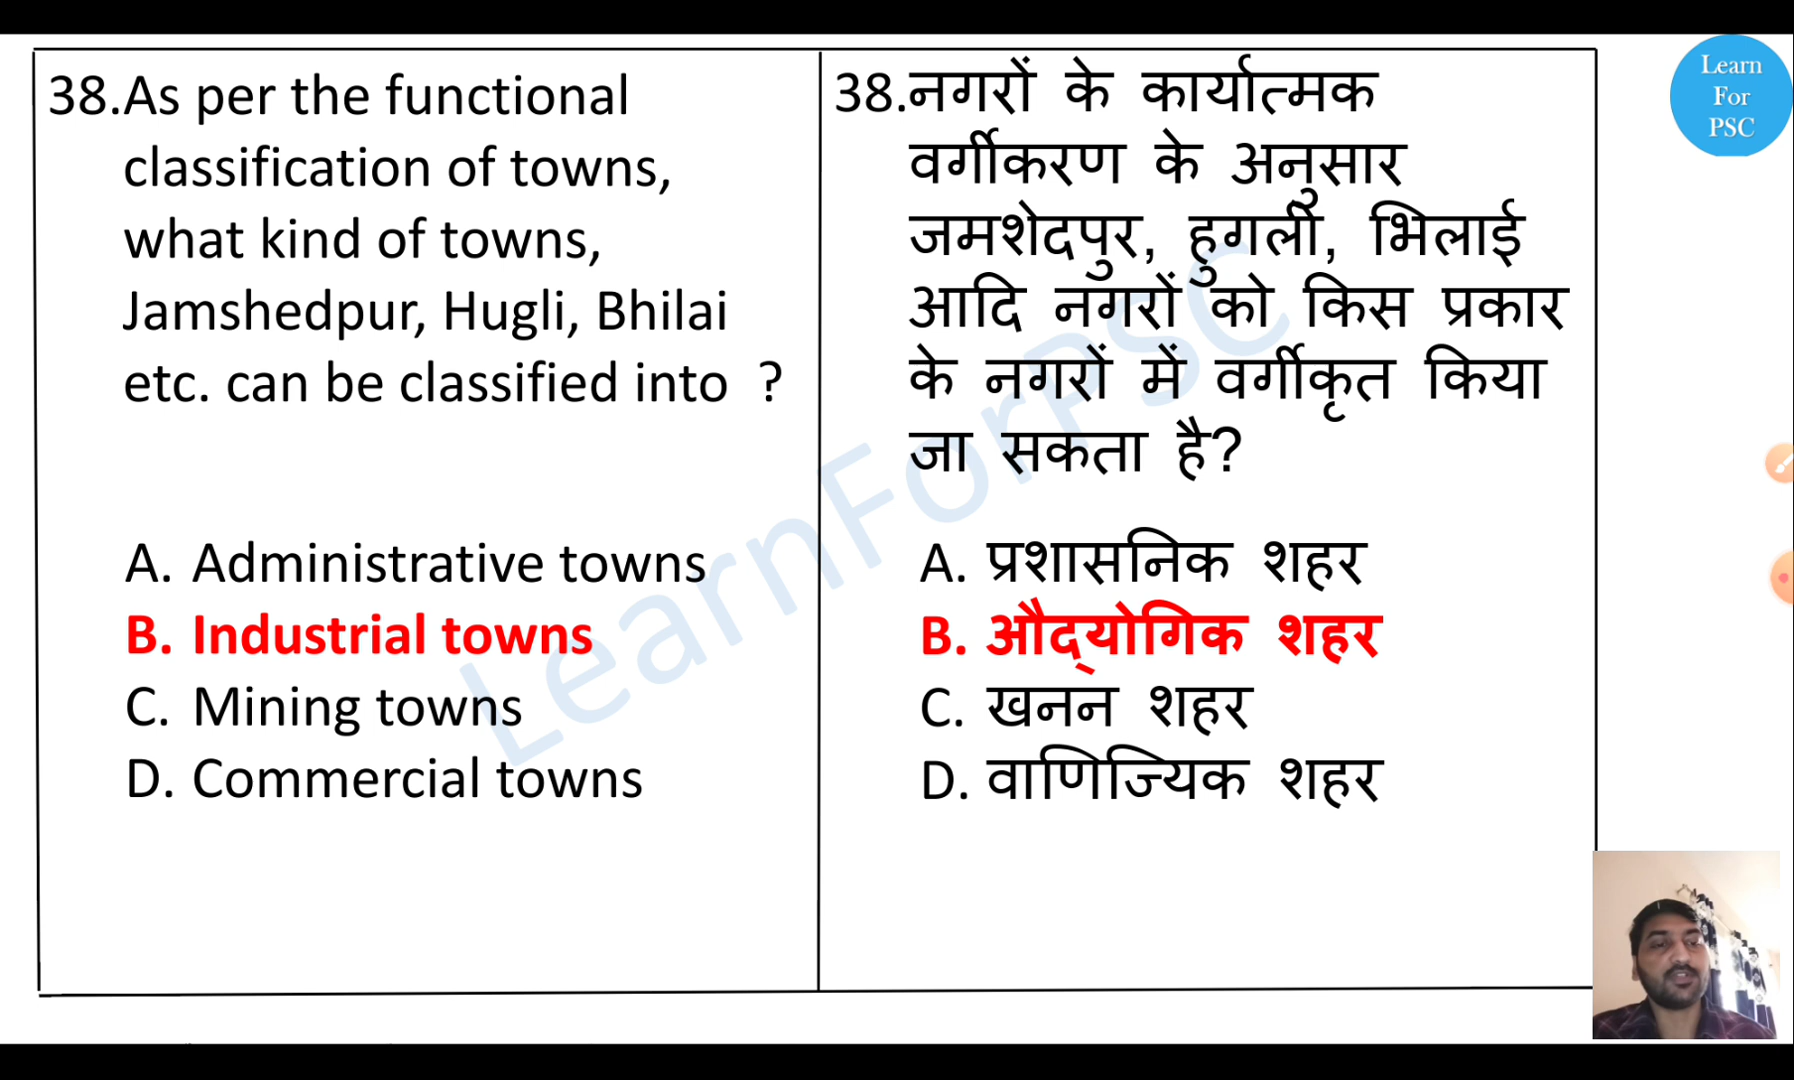 38.As per the functional
classification of towns,
what kind of towns,
Jamshedpur, Hugli, Bhilai
etc. can be classified into ?
A. Administrative towns
B. Industrial towns
C. Mining towns
D. Commercial towns
38.नगरों के कार्यात्मक
वर्गीकरण के अनुसार
जमशेदपुर, हुगली, भिलाई
आदि नगरों को किस प्रकार
के नगरों में वर्गीकृत किया
जा सकता है?
A. प्रशासनिक शहर
B. औद्योगिक शहर
C. खनन शहर
D. वाणिज्यिक शहर
Learn
For
PSC
LearnForPSC